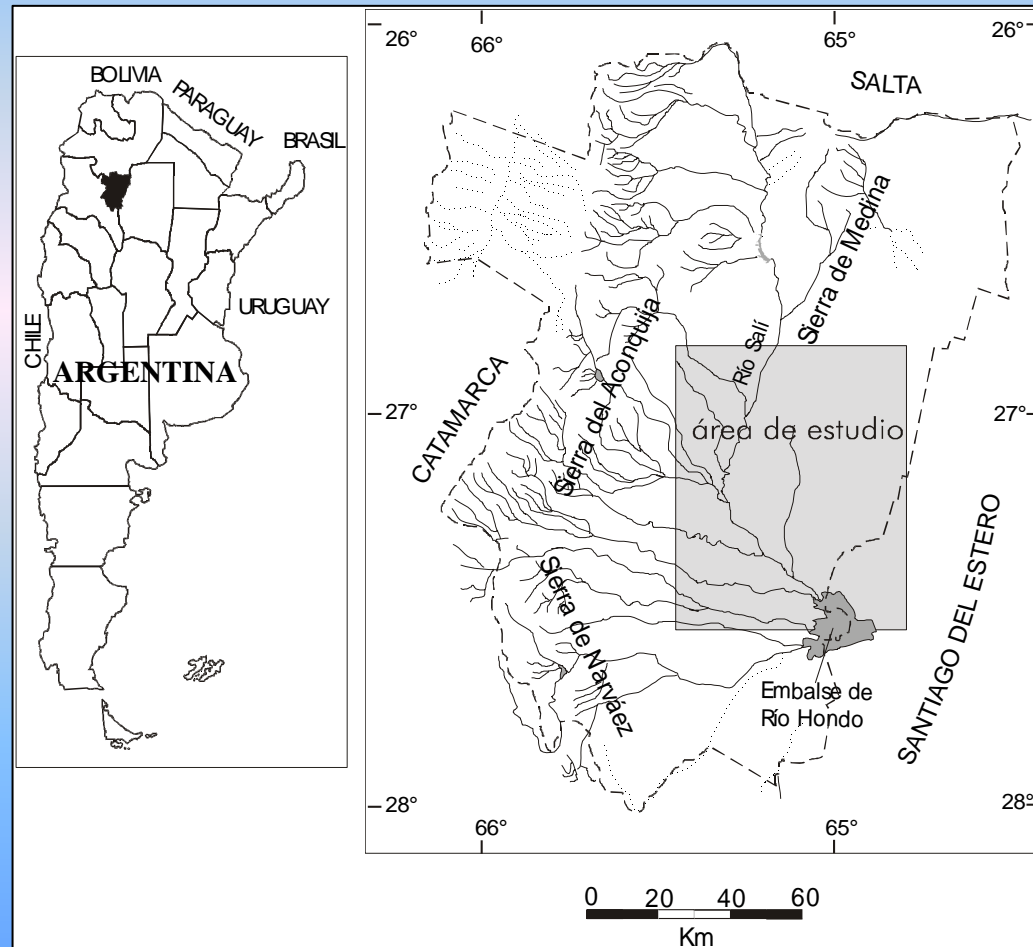 BOLIVIA
PARAGUAY
BRASIL
URUGUAY
CHILE
ARGENTINA
26°
66°
65°
26°
SALTA
Sierra de Medina
Río Salí
Sierra del Aconquija
CATAMARCA
27°
27°
área de estudio
SANTIAGO DEL ESTERO
Sierra de Narváez
Embalse de
Río Hondo
28°
28°
66°
65°
0 20 40 60
Km